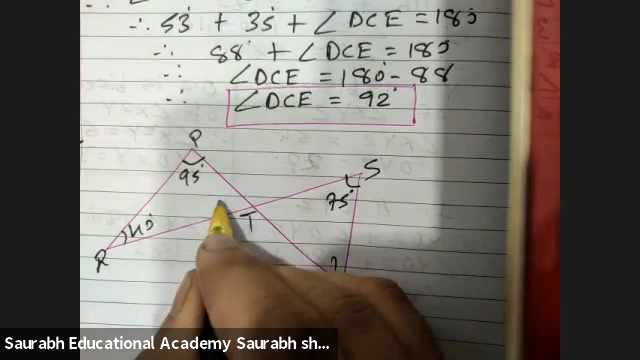 ∴ 53° + 35° + ∠DCE = 180
∴ 88° + ∠DCE = 180
∴ ∠DCE = 180 - 88
∴ ∠DCE = 92°
P
95°
S
75°
T
40°
R
Saurabh Educational Academy Saurabh sh...